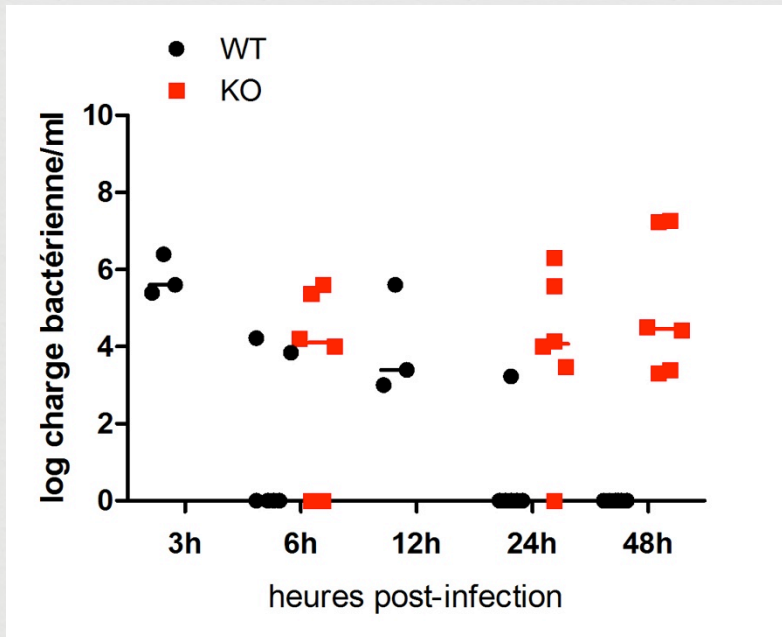 WT
KO
log charge bactérienne/ml
10
8
6
4
2
0
3h 6h 12h 24h 48h
heures post-infection